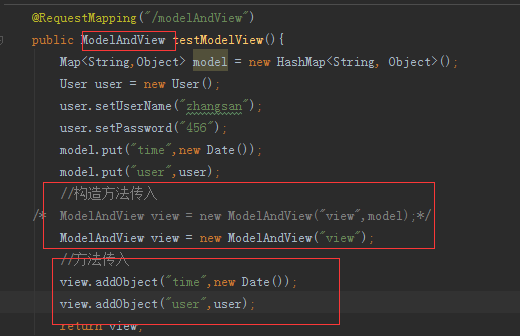 @RequestMapping("/modelAndView")
public ModelAndView testModelView(){
Map<String,Object> model = new HashMap<String, Object>();
User user = new User();
user.setUserName("zhangsan");
user.setPassword("456");
model.put("time",new Date());
model.put("user",user);
//构造方法传入
/* ModelAndView view = new ModelAndView("view",model);*/
ModelAndView view = new ModelAndView("view");
//方法传入
view.addObject("time",new Date());
view.addObject("user",user);
return view;